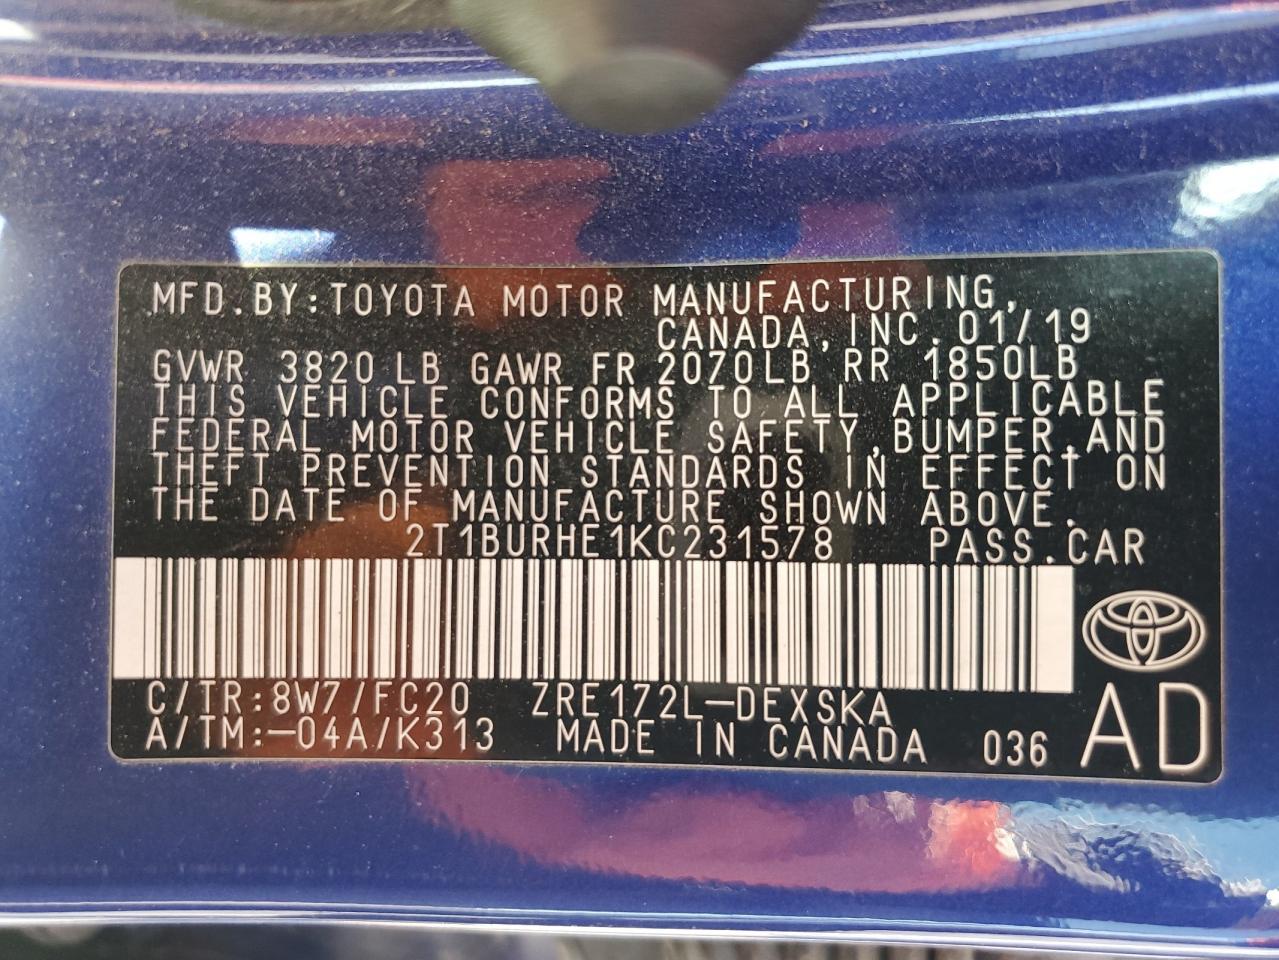 MFD.BY:TOYOTA MOTOR MANUFACTURING,
CANADA,INC.01/19
GVWR 3820 LB GAWR FR 2070LB RR 1850LB
THIS VEHICLE CONFORMS TO ALL APPLICABLE
FEDERAL MOTOR VEHICLE SAFETY,BUMPER,AND
THEFT PREVENTION STANDARDS IN EFFECT ON
THE DATE OF MANUFACTURE SHOWN ABOVE.
2T1BURHE1KC231578 PASS.CAR
C/TR:8W7/FC20 ZRE172L-DEXSKA
A/TM:-04A/K313 MADE IN CANADA 036 AD